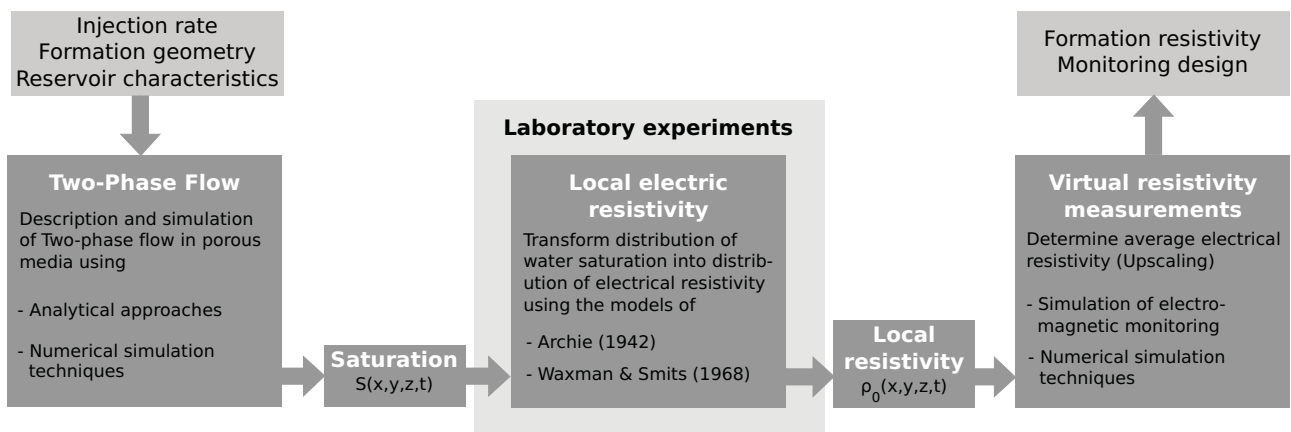 Injection rate
Formation geometry
Reservoir characteristics
Two-Phase Flow
Description and simulation
of Two-phase flow in porous
media using
- Analytical approaches
- Numerical simulation
techniques
Saturation
S(x,y,z,t)
Laboratory experiments
Local electric
resistivity
Transform distribution of
water saturation into distrib-
ution of electrical resistivity
using the models of
- Archie (1942)
- Waxman & Smits (1968)
Local
resistivity
ρ₀(x,y,z,t)
Formation resistivity
Monitoring design
Virtual resistivity
measurements
Determine average electrical
resistivity (Upscaling)
- Simulation of electro-
magnetic monitoring
- Numerical simulation
techniques